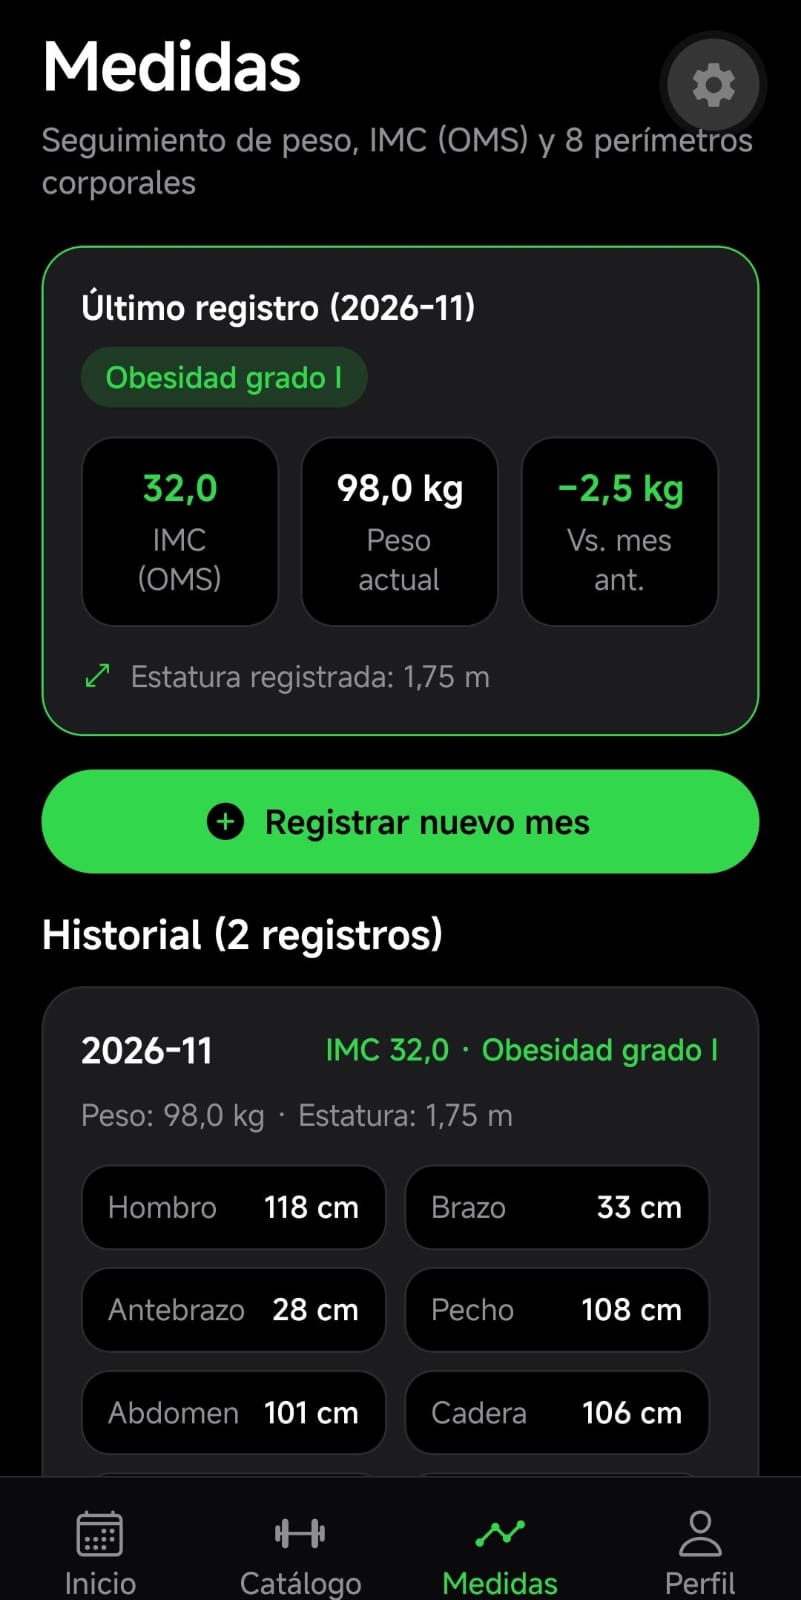 Medidas
Seguimiento de peso, IMC (OMS) y 8 perímetros
corporales
Último registro (2026-11)
Obesidad grado I
32,0
IMC
(OMS)
98,0 kg
Peso
actual
−2,5 kg
Vs. mes
ant.
Estatura registrada: 1,75 m
Registrar nuevo mes
Historial (2 registros)
2026-11
IMC 32,0 · Obesidad grado I
Peso: 98,0 kg · Estatura: 1,75 m
Hombro 118 cm
Brazo 33 cm
Antebrazo 28 cm
Pecho 108 cm
Abdomen 101 cm
Cadera 106 cm
Inicio
Catálogo
Medidas
Perfil